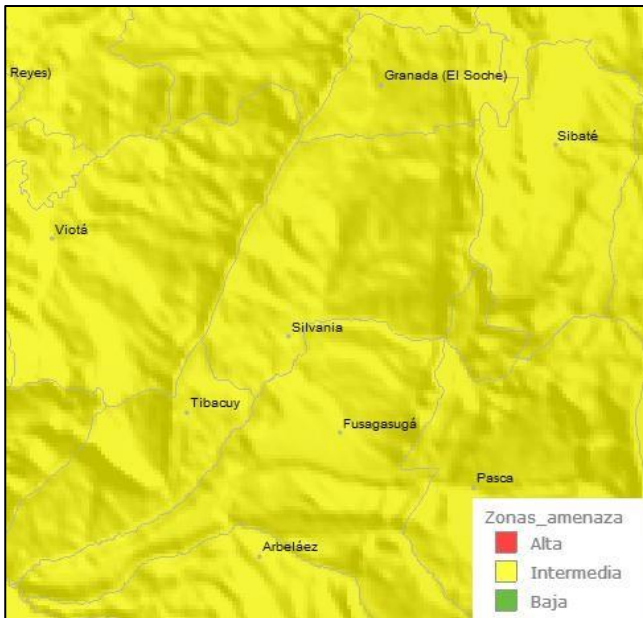 Reyes)
Granada (El Soche)
Sibaté
Viotá
Silvania
Tibacuy
Fusagasugá
Pasca
Arbeláez
Zonas_amenaza
Alta
Intermedia
Baja